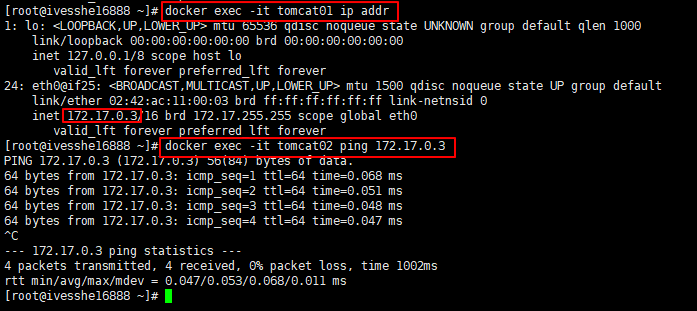 [root@ivesshe16888 ~]# docker exec -it tomcat01 ip addr
1: lo: <LOOPBACK,UP,LOWER_UP> mtu 65536 qdisc noqueue state UNKNOWN group default qlen 1000
link/loopback 00:00:00:00:00:00 brd 00:00:00:00:00:00
inet 127.0.0.1/8 scope host lo
valid_lft forever preferred_lft forever
24: eth0@if25: <BROADCAST,MULTICAST,UP,LOWER_UP> mtu 1500 qdisc noqueue state UP group default
link/ether 02:42:ac:11:00:03 brd ff:ff:ff:ff:ff:ff link-netnsid 0
inet 172.17.0.3/16 brd 172.17.255.255 scope global eth0
valid_lft forever preferred_lft forever
[root@ivesshe16888 ~]# docker exec -it tomcat02 ping 172.17.0.3
PING 172.17.0.3 (172.17.0.3) 56(84) bytes of data.
64 bytes from 172.17.0.3: icmp_seq=1 ttl=64 time=0.068 ms
64 bytes from 172.17.0.3: icmp_seq=2 ttl=64 time=0.051 ms
64 bytes from 172.17.0.3: icmp_seq=3 ttl=64 time=0.048 ms
64 bytes from 172.17.0.3: icmp_seq=4 ttl=64 time=0.047 ms
^C
--- 172.17.0.3 ping statistics ---
4 packets transmitted, 4 received, 0% packet loss, time 1002ms
rtt min/avg/max/mdev = 0.047/0.053/0.068/0.011 ms
[root@ivesshe16888 ~]#